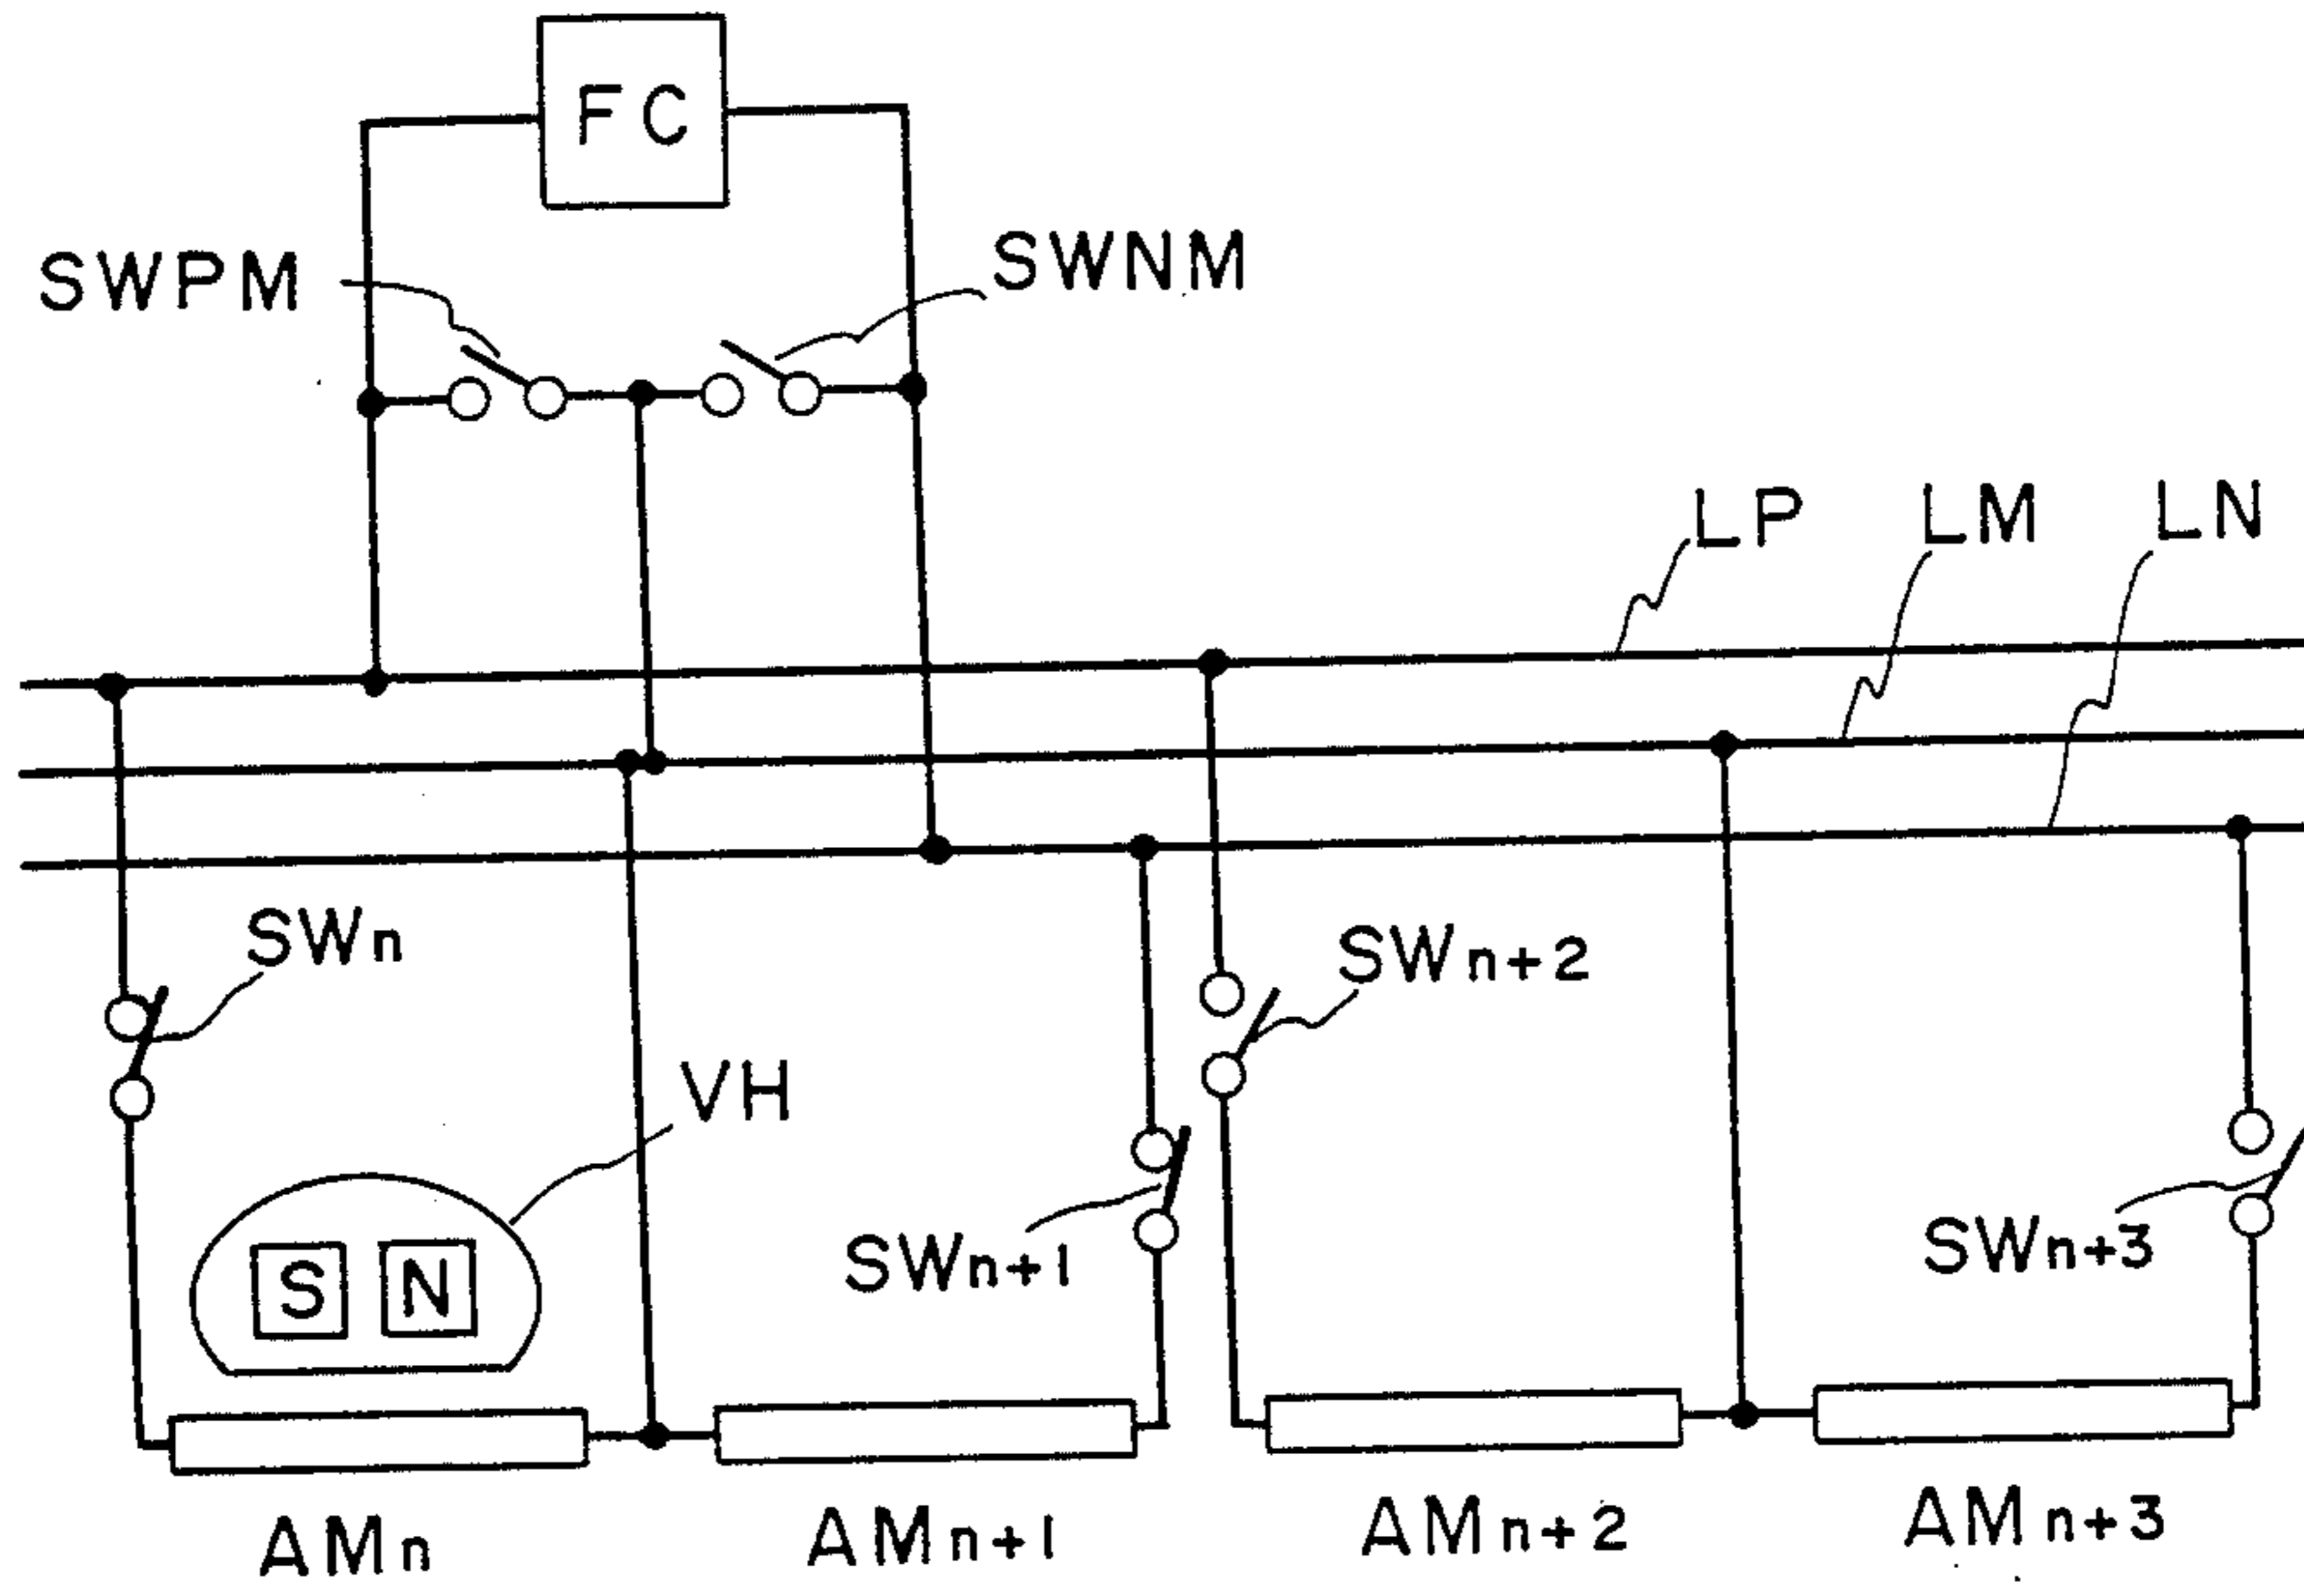 FC
SWPM
SWNM
LP LM LN
SWn
SWn+2
VH
SWn+1
SWn+3
S N
AMn AMn+1 AMn+2 AMn+3